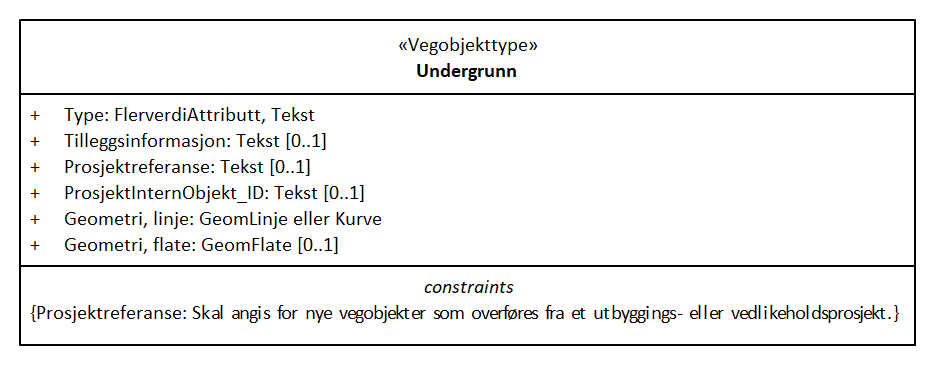 «Vegobjekttype»
Undergrunn
+ Type: FlerverdiAttributt, Tekst
+ Tilleggsinformasjon: Tekst [0..1]
+ Prosjektreferanse: Tekst [0..1]
+ ProsjektInternObjekt_ID: Tekst [0..1]
+ Geometri, linje: GeomLinje eller Kurve
+ Geometri, flate: GeomFlate [0..1]
constraints
{Prosjektreferanse: Skal angis for nye vegobjekter som overføres fra et utbyggings- eller vedlikeholdsprosjekt.}